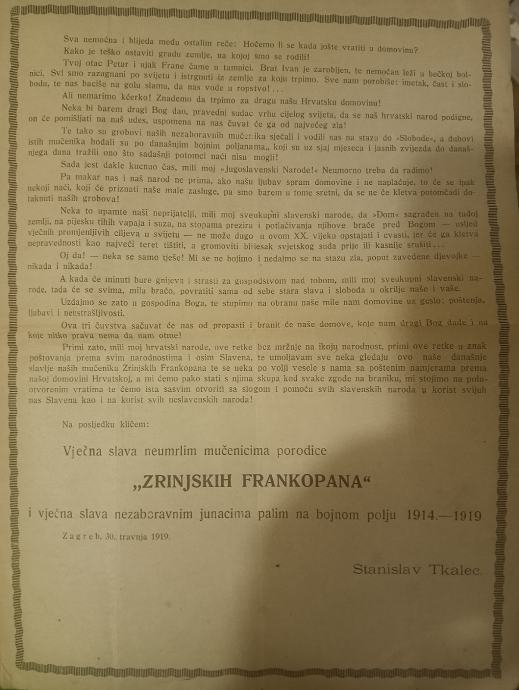 Sva nemoćna i blijeda među ostalim reče: Hoćemo li se kada jošte vratiti u domovinu?
Kako je teško ostaviti grudu zemlje, na kojoj smo se rodili!
Tvoj otac Petar i ujak Frane čame u tamnici. Brat Ivan je zarobljen, te nemoćan leži u bečkoj bol-
nici. Svi smo razagnani po svijetu i istrgnuti iz zemlje za koju trpimo. Sve nam porobiše: imetak, čast i slo-
bodu, te nas baciše na golu slamu, da nas vode u ropstvo! . . .
Ali nemarimo kćerko! Znademo da trpimo za dragu našu Hrvatsku domovinu!
Neka bi barem dragi Bog dao, pravedni sudac vrhu cijelog svijeta, da se naš hrvatski narod podigne,
on će pomišljati na naš udes, uspomena na nas čuvat će ga od najvećeg zla!
Te tako su grobovi naših nezaboravnih mučenika sjećali i vodili nas na stazu do »Slobode«, a duhovi
istih mučenika hodali su po današnjim bojnim poljanama, koji su uz sjaj mjeseca i jasnih zvijezda do današ-
njega dana tražili ono što sadašnji potomci naći nisu mogli!
Sada jest dakle kucnuo čas, mili moj »Jugoslavenski Narode!« Neumorno treba da radimo!
Pa makar nas i naš narod ne prima, ako našu ljubav spram domovine i ne naplaćuje, to će se ipak
nekoji naći, koji će priznati naše male zasluge, pa smo barem u tome sretni, da se ne će kletva potomčadi do-
taknuti naših grobova!
Neka to upamte naši neprijatelji, mili moj sveukupni slavenski narode, da »Dom« sagrađen na tuđoj
zemlji, na pijesku tihih vapaja i suza, na stopama prezira i potlačivanja njihove braće pred Bogom — uslijed
vječnih promjenljivih ciljeva u svijetu — ne može dugo u ovom XX. vijeku opstajati i cvasti, jer će ga kletva
nepravednosti kao najveći teret tištiti, a gromoviti blijesak svjetskog suda prije ili kasnije srušiti . . .
Oj da! — neka se samo tješe! Mi se ne bojimo i nedajmo se na stazu zla, poput zavedene djevojke —
nikada i nikada!
A kada će minuti bure gnjeva i strasti za gospodstvom nad tobom, mili moj sveukupni slavenski na-
rode, tada će se svima, milu braćo, povratiti sama od sebe stara slava i sloboda u okrilje naše i vaše.
Uzdajmo se zato u gospodina Boga, te stupimo na obranu naše mile nam domovine uz geslo: poštenja,
ljubavi i neustrašljivosti.
Ova tri čuvstva sačuvat će nas od propasti i branit će naše domove, koje nam dragi Bog dade i na
koje nitko prava nema da nam otme!
Primi zato, mili moj hrvatski narode, ove retke bez mržnje na ikoju narodnost, primi ove retke u znak
poštovanja prema svim narodnostima i osim Slavena, te umoljavam sve neka gledaju ovo naše današnje
slavlje naših mučenika Zrinskih Frankopana te se neka po volji vesele s nama sa poštenim namjerama prema
našoj domovini Hrvatskoj, a mi ćemo pako stati s njima skupa kod svake zgode na braniku, mi stojimo na polu-
otvorenim vratima te ćemo ista sasvim otvoriti sa slogom i pomoću svih slavenskih naroda u korist svijuh
nas Slavena kao i na korist svih neslavenskih naroda!
Na posljedku kličem:
Vječna slava neumrlim mučenicima porodice
„ZRINJSKIH FRANKOPANA“
i vječna slava nezaboravnim junacima palim na bojnom polju 1914.—1919
Zagreb, 30. travnja 1919.
Stanislav Tkalec.